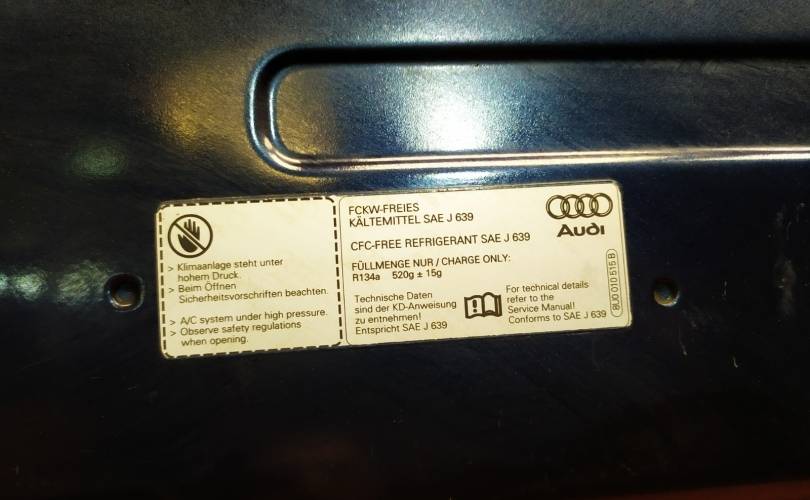 > Klimaanlage steht unter
hohem Druck.
> Beim Öffnen
Sicherheitsvorschriften beachten.
> A/C system under high pressure.
> Observe safety regulations
when opening.
FCKW-FREIES
KÄLTEMITTEL SAE J 639
CFC-FREE REFRIGERANT SAE J 639
FÜLLMENGE NUR / CHARGE ONLY:
R134a 520g ± 15g
Technische Daten
sind der KD-Anweisung
zu entnehmen!
Entspricht SAE J 639
Audi
For technical details
refer to the
Service Manual!
Conforms to SAE J 639
8J0 010 515 B